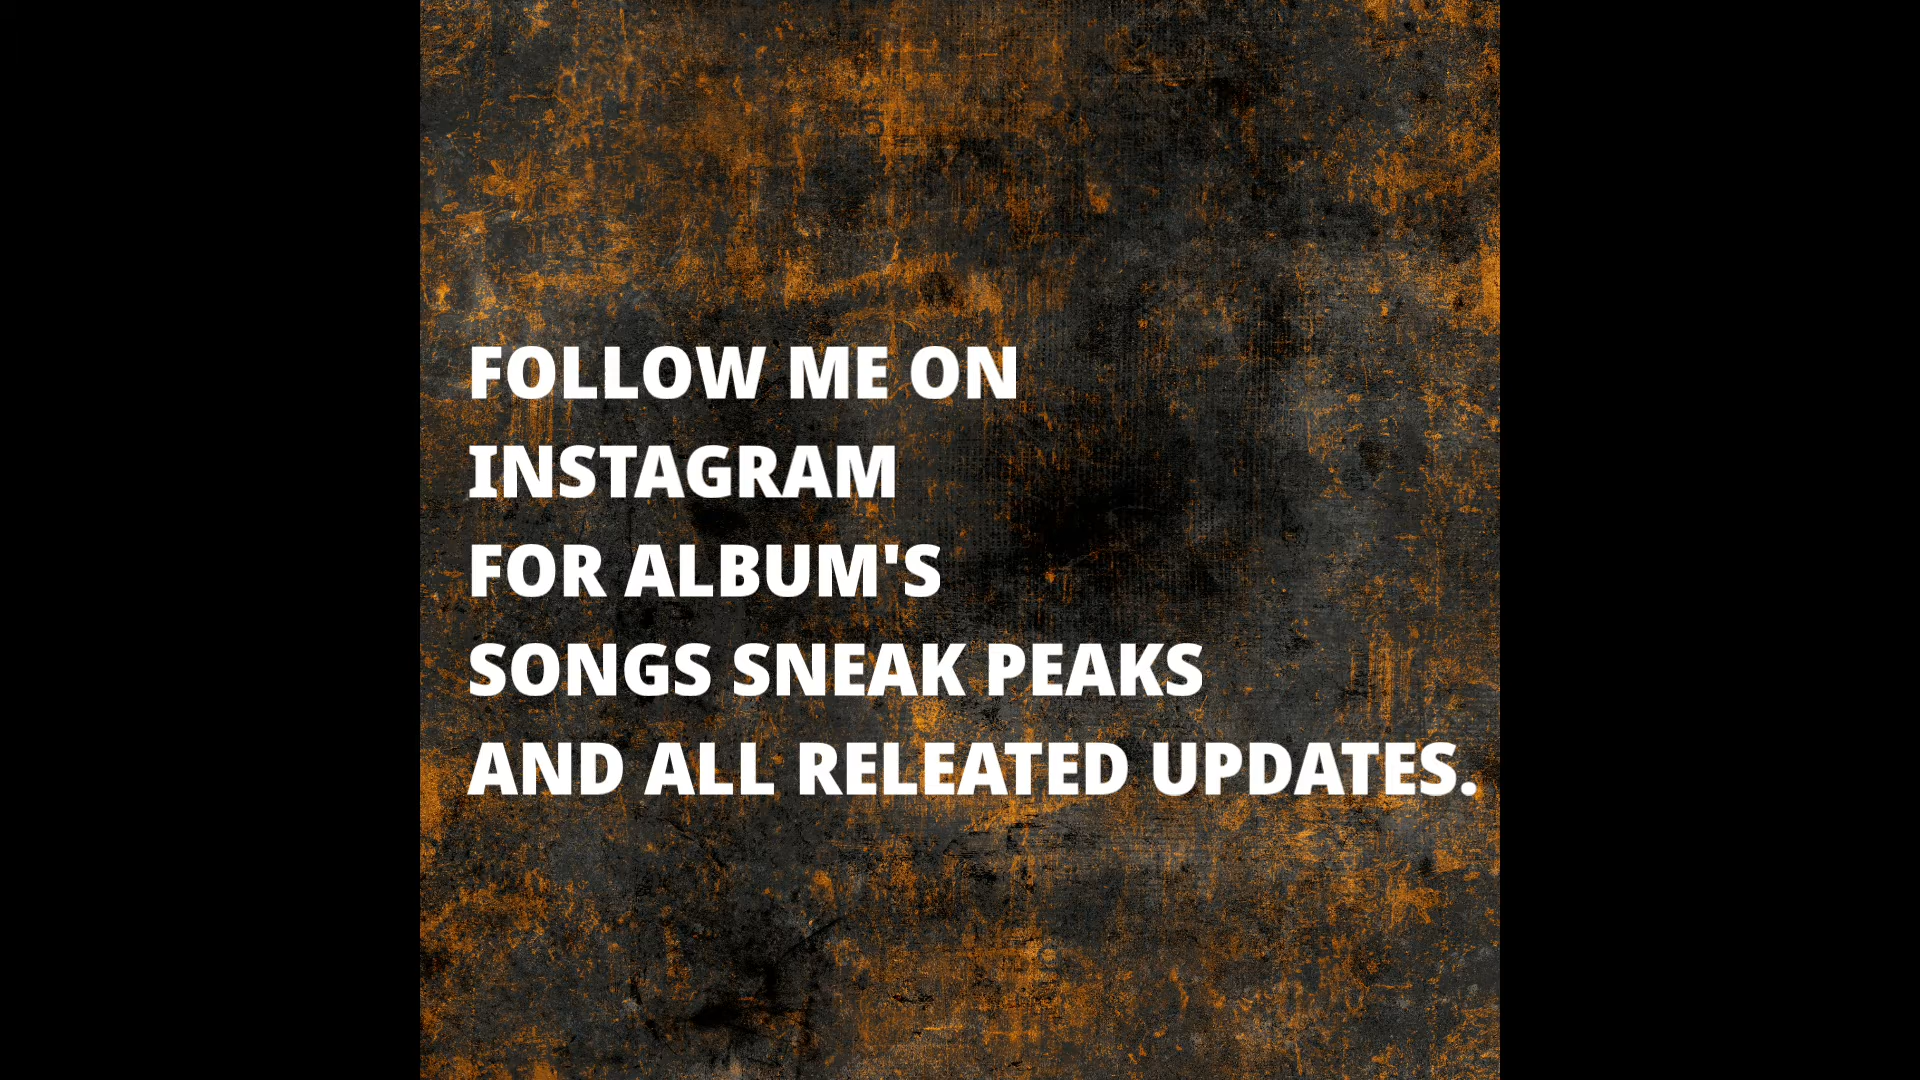 FOLLOW ME ON
INSTAGRAM
FOR ALBUM'S
SONGS SNEAK PEAKS
AND ALL RELEATED UPDATES.